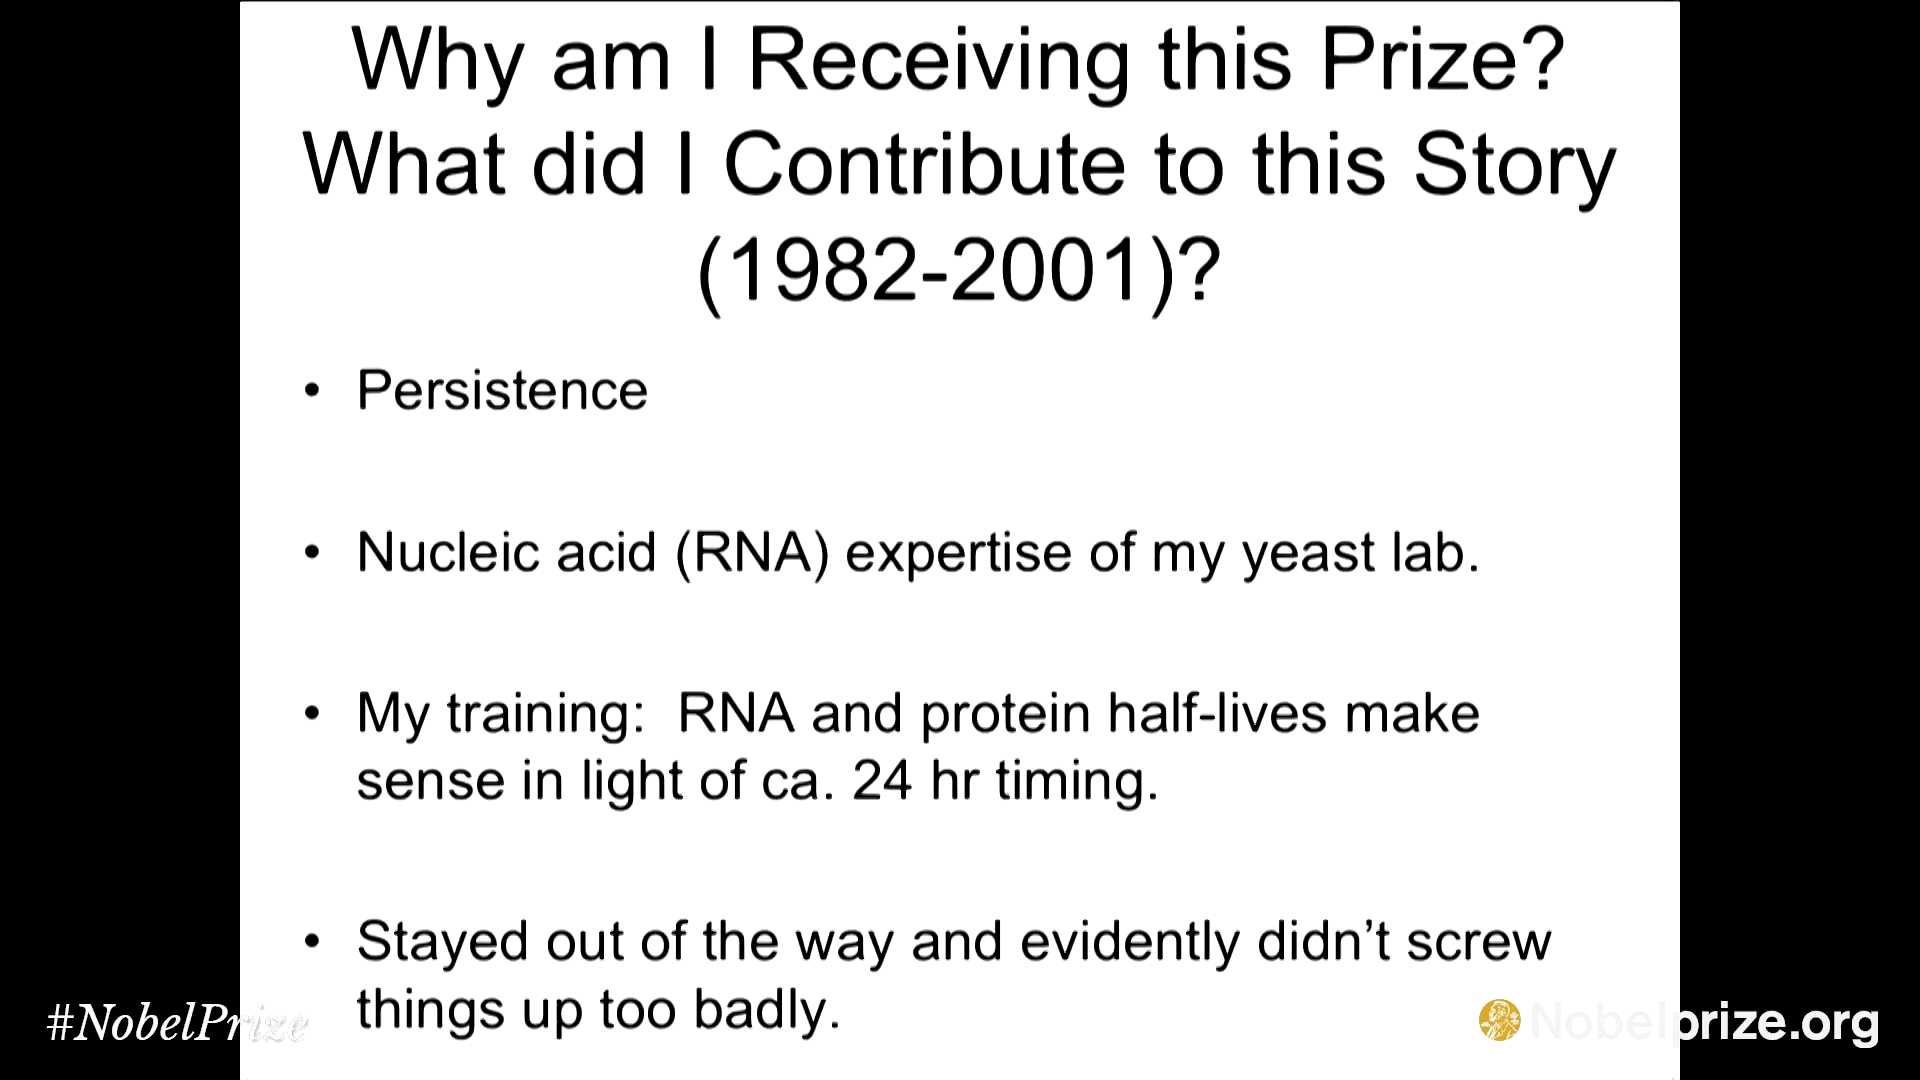 Why am I Receiving this Prize?
What did I Contribute to this Story
(1982-2001)?
• Persistence
• Nucleic acid (RNA) expertise of my yeast lab.
• My training:  RNA and protein half-lives make
sense in light of ca. 24 hr timing.
• Stayed out of the way and evidently didn’t screw
things up too badly.
#NobelPrize
Nobelprize.org